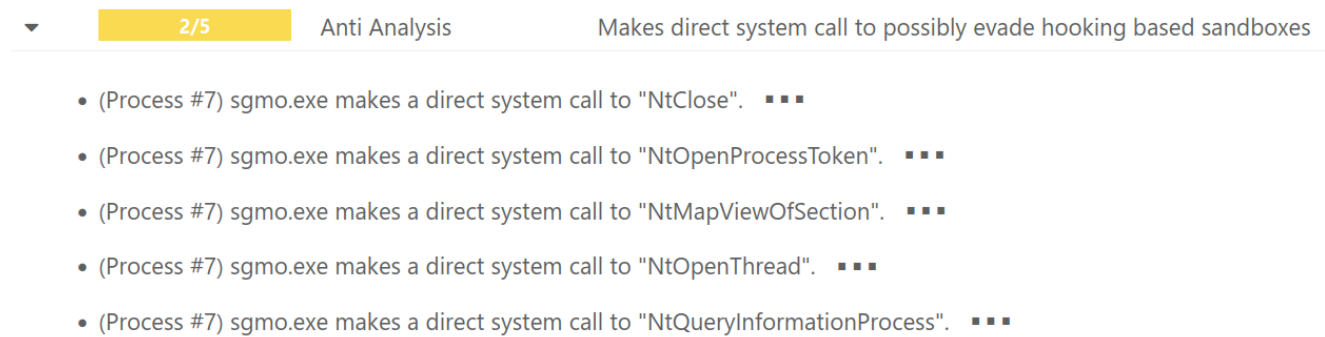 2/5 Anti Analysis Makes direct system call to possibly evade hooking based sandboxes
• (Process #7) sgmo.exe makes a direct system call to "NtClose". ▪▪▪
• (Process #7) sgmo.exe makes a direct system call to "NtOpenProcessToken". ▪▪▪
• (Process #7) sgmo.exe makes a direct system call to "NtMapViewOfSection". ▪▪▪
• (Process #7) sgmo.exe makes a direct system call to "NtOpenThread". ▪▪▪
• (Process #7) sgmo.exe makes a direct system call to "NtQueryInformationProcess". ▪▪▪